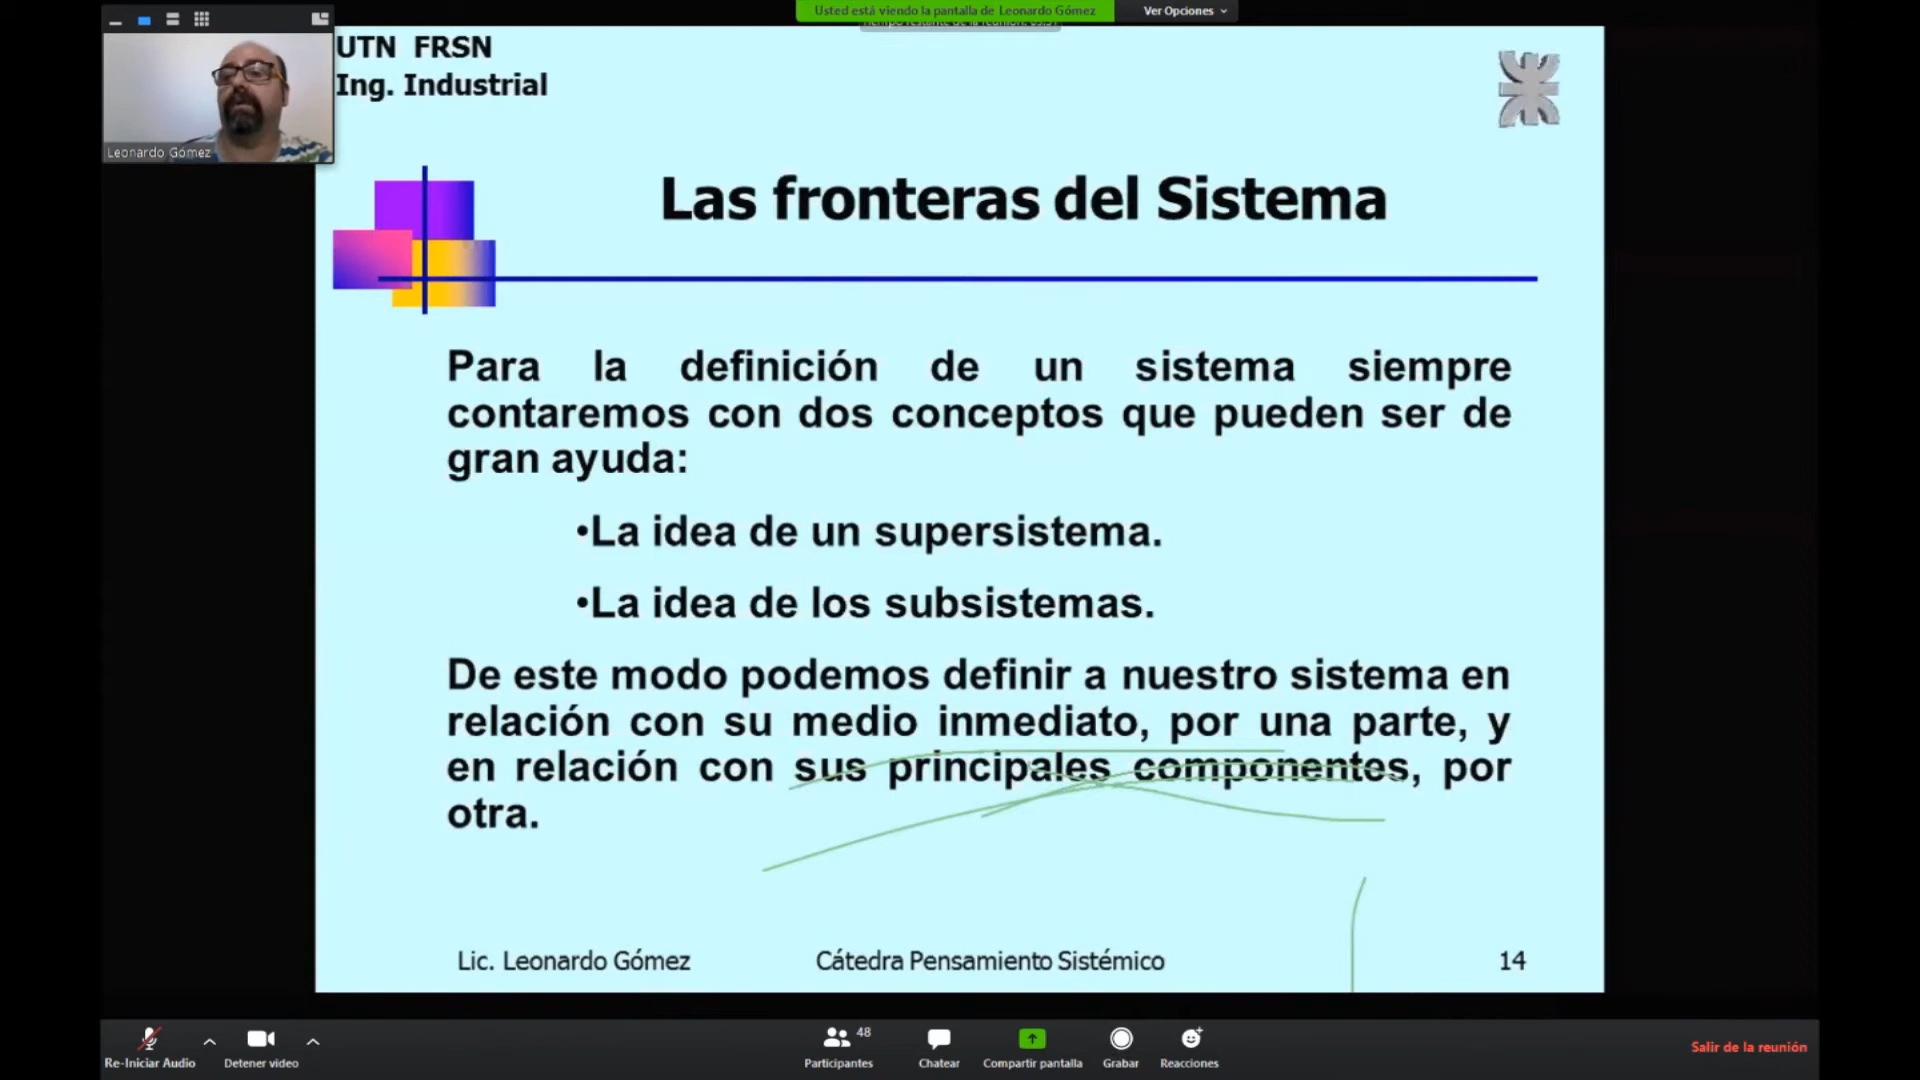 Usted está viendo la pantalla de Leonardo Gómez
Ver Opciones
UTN FRSN
Ing. Industrial
Leonardo Gómez
Las fronteras del Sistema
Para la definición de un sistema siempre
contaremos con dos conceptos que pueden ser de
gran ayuda:
•La idea de un supersistema.
•La idea de los subsistemas.
De este modo podemos definir a nuestro sistema en
relación con su medio inmediato, por una parte, y
en relación con sus principales componentes, por
otra.
Lic. Leonardo Gómez
Cátedra Pensamiento Sistémico
14
Re-Iniciar Audio
Detener video
48
Participantes
Chatear
Compartir pantalla
Grabar
Reacciones
Salir de la reunión